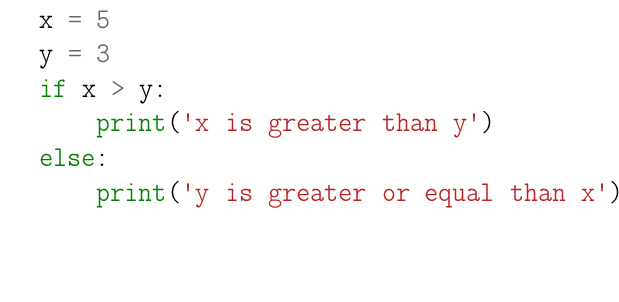 x = 5
y = 3
if x > y:
    print('x is greater than y')
else:
    print('y is greater or equal than x')